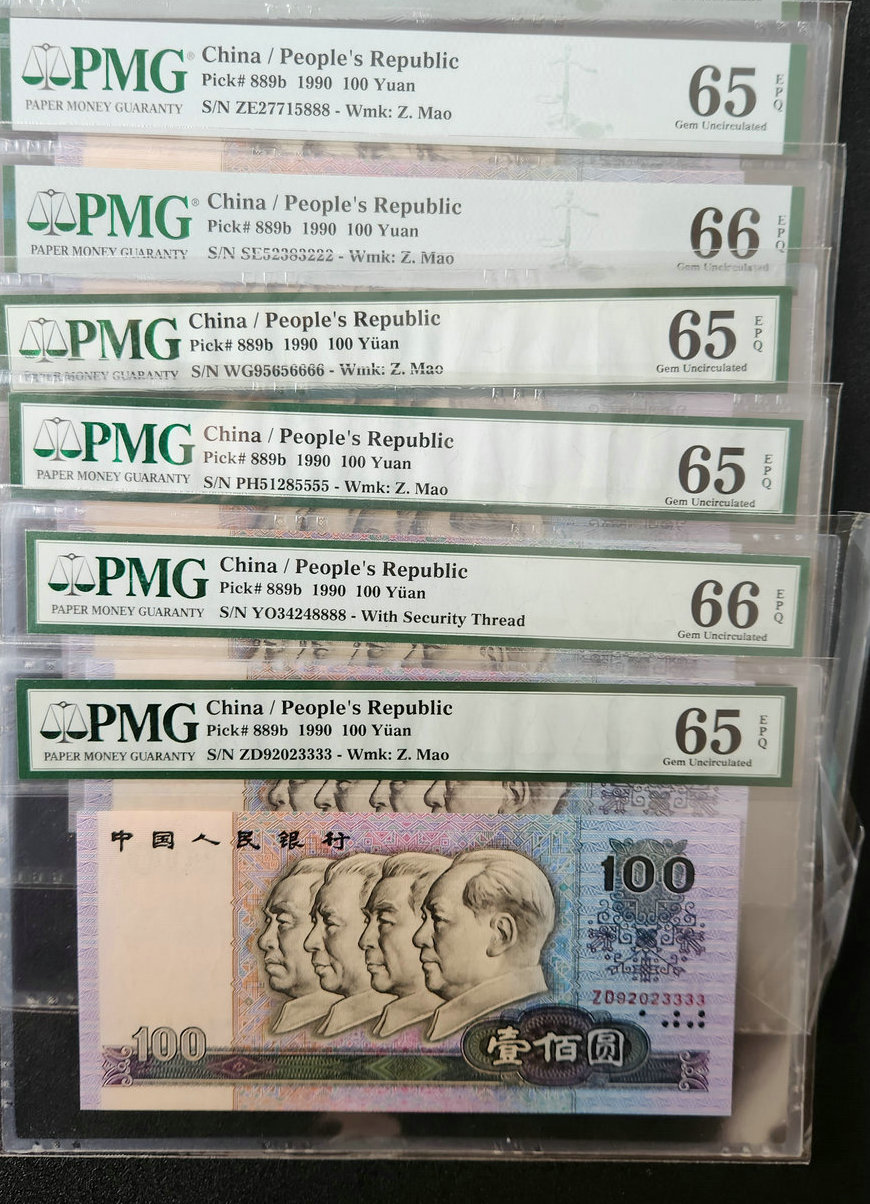 PMG®
PAPER MONEY GUARANTY
China / People's Republic
Pick# 889b 1990 100 Yuan
S/N ZE27715888 - Wmk: Z. Mao
65
EPQ
Gem Uncirculated
PMG®
PAPER MONEY GUARANTY
China / People's Republic
Pick# 889b 1990 100 Yuan
S/N SE52383222 - Wmk: Z. Mao
66
EPQ
Gem Uncirculated
PMG
PAPER MONEY GUARANTY
China / People's Republic
Pick# 889b 1990 100 Yüan
S/N WG95656666 - Wmk: Z. Mao
65
EPQ
Gem Uncirculated
PMG
PAPER MONEY GUARANTY
China / People's Republic
Pick# 889b 1990 100 Yuan
S/N PH51285555 - Wmk: Z. Mao
65
EPQ
Gem Uncirculated
PMG
PAPER MONEY GUARANTY
China / People's Republic
Pick# 889b 1990 100 Yüan
S/N YO34248888 - With Security Thread
66
EPQ
Gem Uncirculated
PMG
PAPER MONEY GUARANTY
China / People's Republic
Pick# 889b 1990 100 Yüan
S/N ZD92023333 - Wmk: Z. Mao
65
EPQ
Gem Uncirculated
中国人民银行
100
ZD92023333
100
壹佰圆